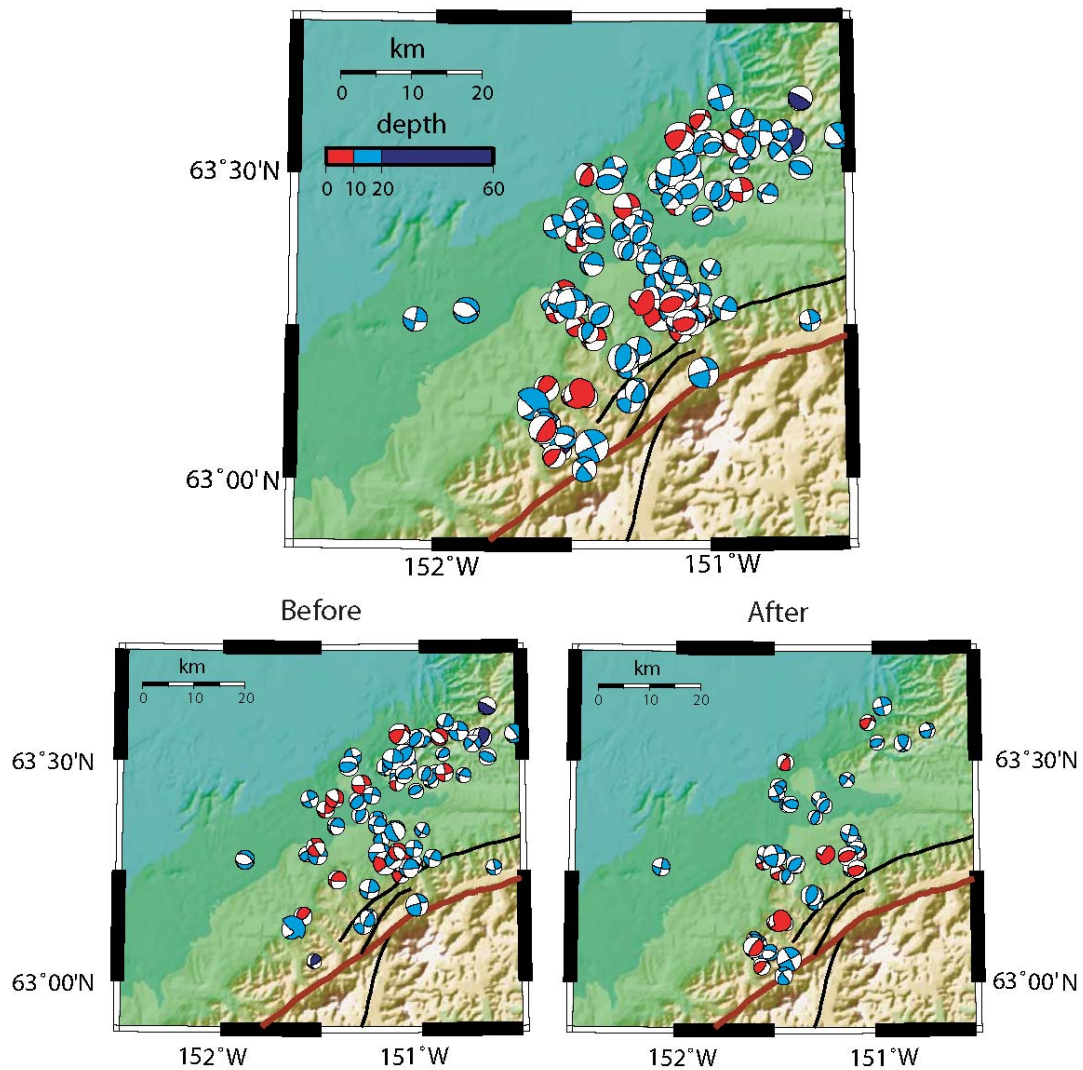 km
0 10 20
depth
0 10 20 60
63˚30'N
63˚00'N
152˚W 151˚W
Before After
km
0 10 20
km
0 10 20
63˚30'N 63˚30'N
63˚00'N 63˚00'N
152˚W 151˚W 152˚W 151˚W